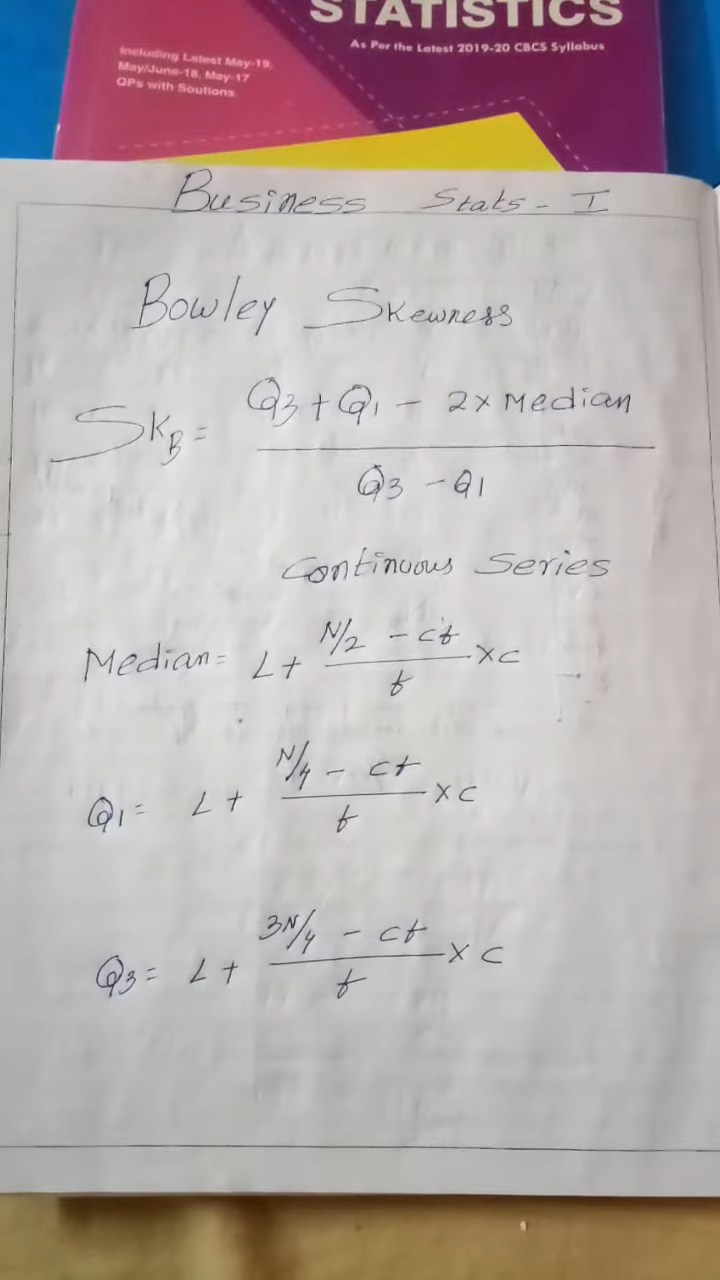 STATISTICS
As Per the Latest 2019-20 CBCS Syllabus
Including Latest May-19,
May/June-18, May-17
QPs with Soutions.
Business Stats - I
Bowley Skewness
SKB = Q3 + Q1 - 2 x Median / Q3 - Q1
Continuous Series
Median = L + N/2 - cf / f x c
Q1 = L + N/4 - cf / f x c
Q3 = L + 3N/4 - cf / f x c